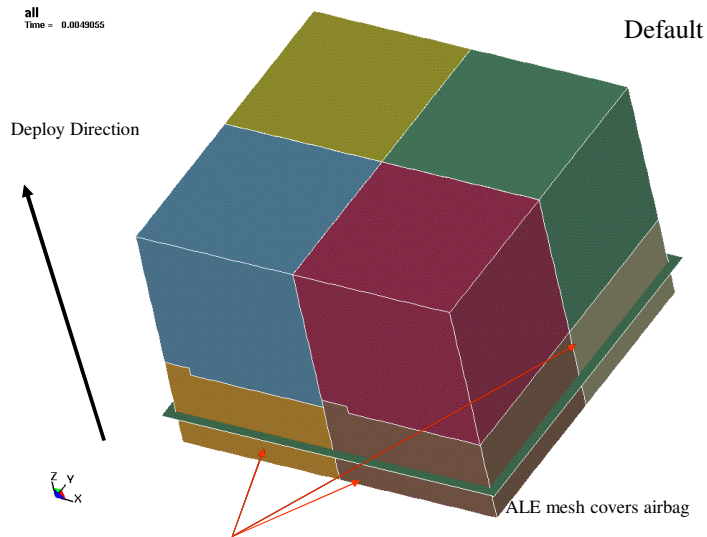 all
Time = 0.0049055
Default
Deploy Direction
Z
Y
X
ALE mesh covers airbag